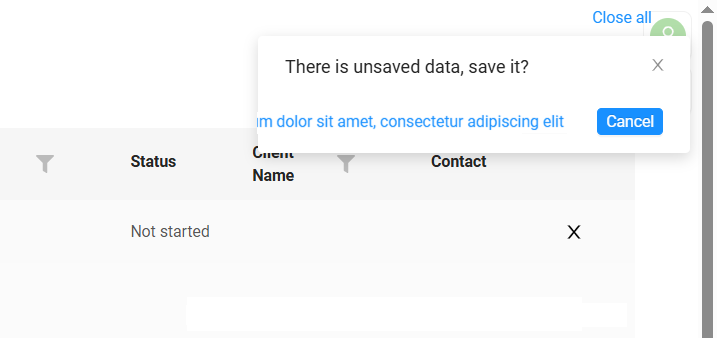 Close all
There is unsaved data, save it?
dolor sit amet, consectetur adipiscing elit
Cancel
Status
Client
Name
Contact
Not started